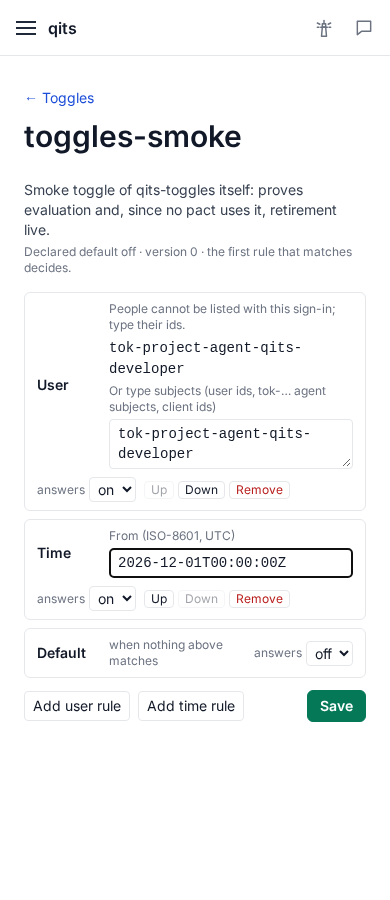 qits
← Toggles
toggles-smoke
Smoke toggle of qits-toggles itself: proves
evaluation and, since no pact uses it, retirement
live.
Declared default off · version 0 · the first rule that matches
decides.
People cannot be listed with this sign-in;
type their ids.
tok-project-agent-qits-
developer
User
Or type subjects (user ids, tok-… agent
subjects, client ids)
tok-project-agent-qits-
developer
answers on Up Down Remove
From (ISO-8601, UTC)
Time
2026-12-01T00:00:00Z
answers on Up Down Remove
Default when nothing above
matches
answers off
Add user rule Add time rule Save